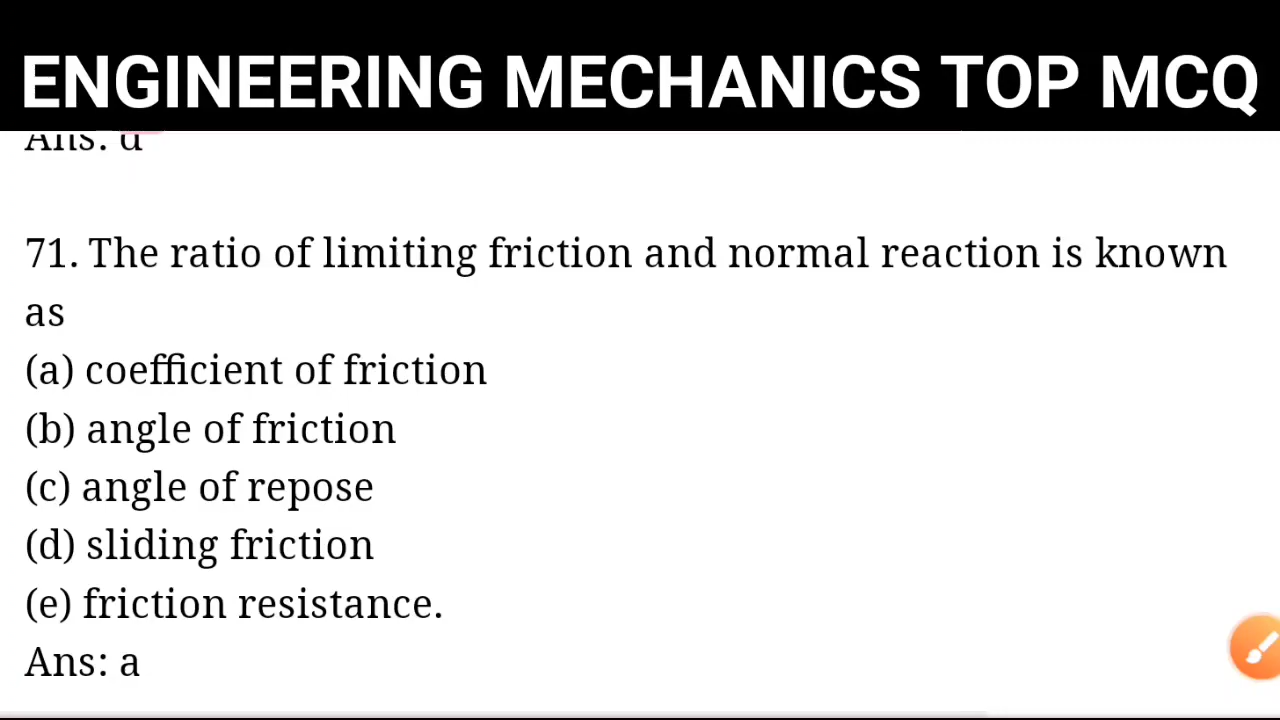 ENGINEERING MECHANICS TOP MCQ
71. The ratio of limiting friction and normal reaction is known
as
(a) coefficient of friction
(b) angle of friction
(c) angle of repose
(d) sliding friction
(e) friction resistance.
Ans: a